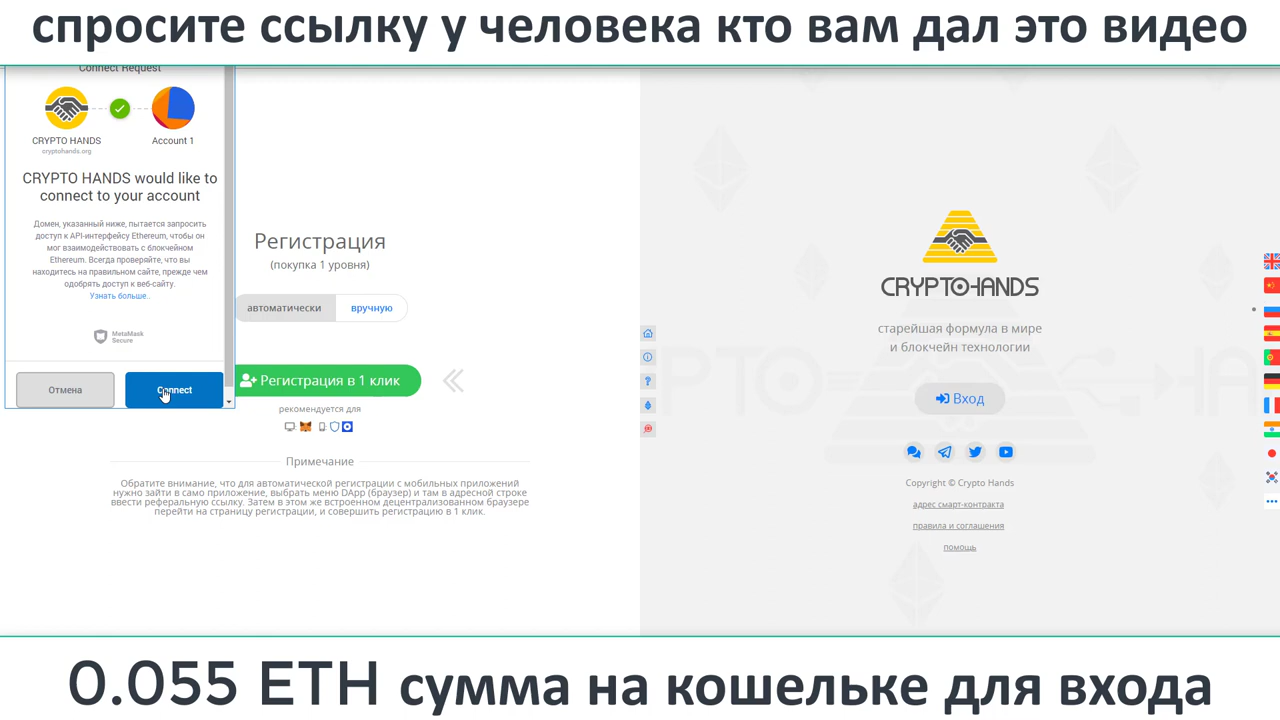 спросите ссылку у человека кто вам дал это видео
Connect Request
CRYPTO HANDS
cryptohands.org
Account 1
CRYPTO HANDS would like to
connect to your account
Домен, указанный ниже, пытается запросить
доступ к API-интерфейсу Ethereum, чтобы он
мог взаимодействовать с блокчейном
Ethereum. Всегда проверяйте, что вы
находитесь на правильном сайте, прежде чем
одобрять доступ к веб-сайту.
Узнать больше..
MetaMask
Secure
Отмена
Connect
Регистрация
(покупка 1 уровня)
автоматически
вручную
Регистрация в 1 клик
рекомендуется для
Примечание
Обратите внимание, что для автоматической регистрации с мобильных приложений
нужно зайти в само приложение, выбрать меню DApp (браузер) и там в адресной строке
ввести реферальную ссылку. Затем в этом же встроенном децентрализованном браузере
перейти на страницу регистрации, и совершить регистрацию в 1 клик.
CRYPTOHANDS
старейшая формула в мире
и блокчейн технологии
Вход
Copyright © Crypto Hands
адрес смарт-контракта
правила и соглашения
помощь
0.055 ETH сумма на кошельке для входа